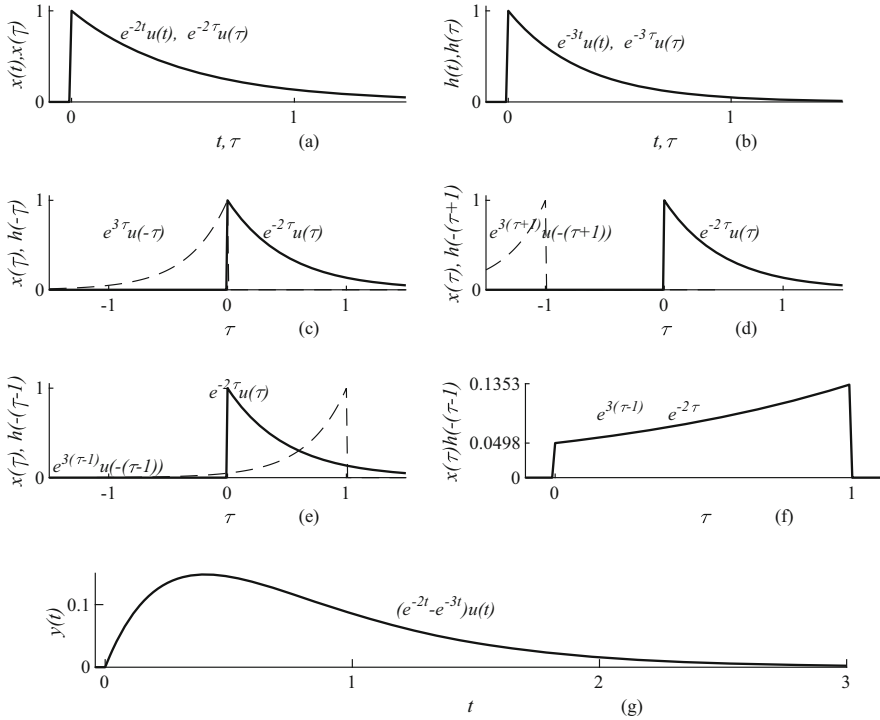 x(t),x(τ)
1
0
e^{-2t}u(t), e^{-2τ}u(τ)
0
1
t,τ
(a)
h(t),h(τ)
1
0
e^{-3t}u(t), e^{-3τ}u(τ)
0
1
t,τ
(b)
x(τ), h(-τ)
1
0
e^{3τ}u(-τ)
e^{-2τ}u(τ)
-1
0
1
τ
(c)
x(τ), h(-(τ+1)
1
0
e^{3(τ+1)}u(-(τ+1))
e^{-2τ}u(τ)
-1
0
1
τ
(d)
x(τ), h(-(τ-1)
1
0
e^{-2τ}u(τ)
e^{3(τ-1)}u(-(τ-1))
-1
0
1
τ
(e)
x(τ)h(-(τ-1)
0.1353
0.0498
0
e^{3(τ-1)} e^{-2τ}
0
1
τ
(f)
y(t)
0.1
0
(e^{-2t}-e^{-3t})u(t)
0
1
2
3
t
(g)